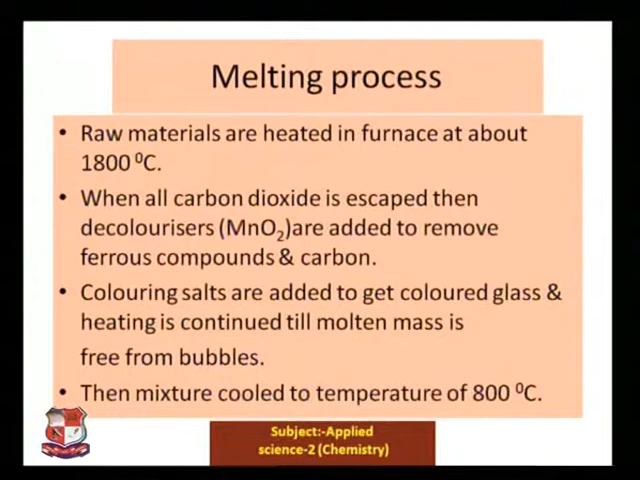 Melting process
• Raw materials are heated in furnace at about
1800 ⁰C.
• When all carbon dioxide is escaped then
decolourisers (MnO₂)are added to remove
ferrous compounds & carbon.
• Colouring salts are added to get coloured glass &
heating is continued till molten mass is
free from bubbles.
• Then mixture cooled to temperature of 800 ⁰C.
Subject:-Applied
science-2 (Chemistry)